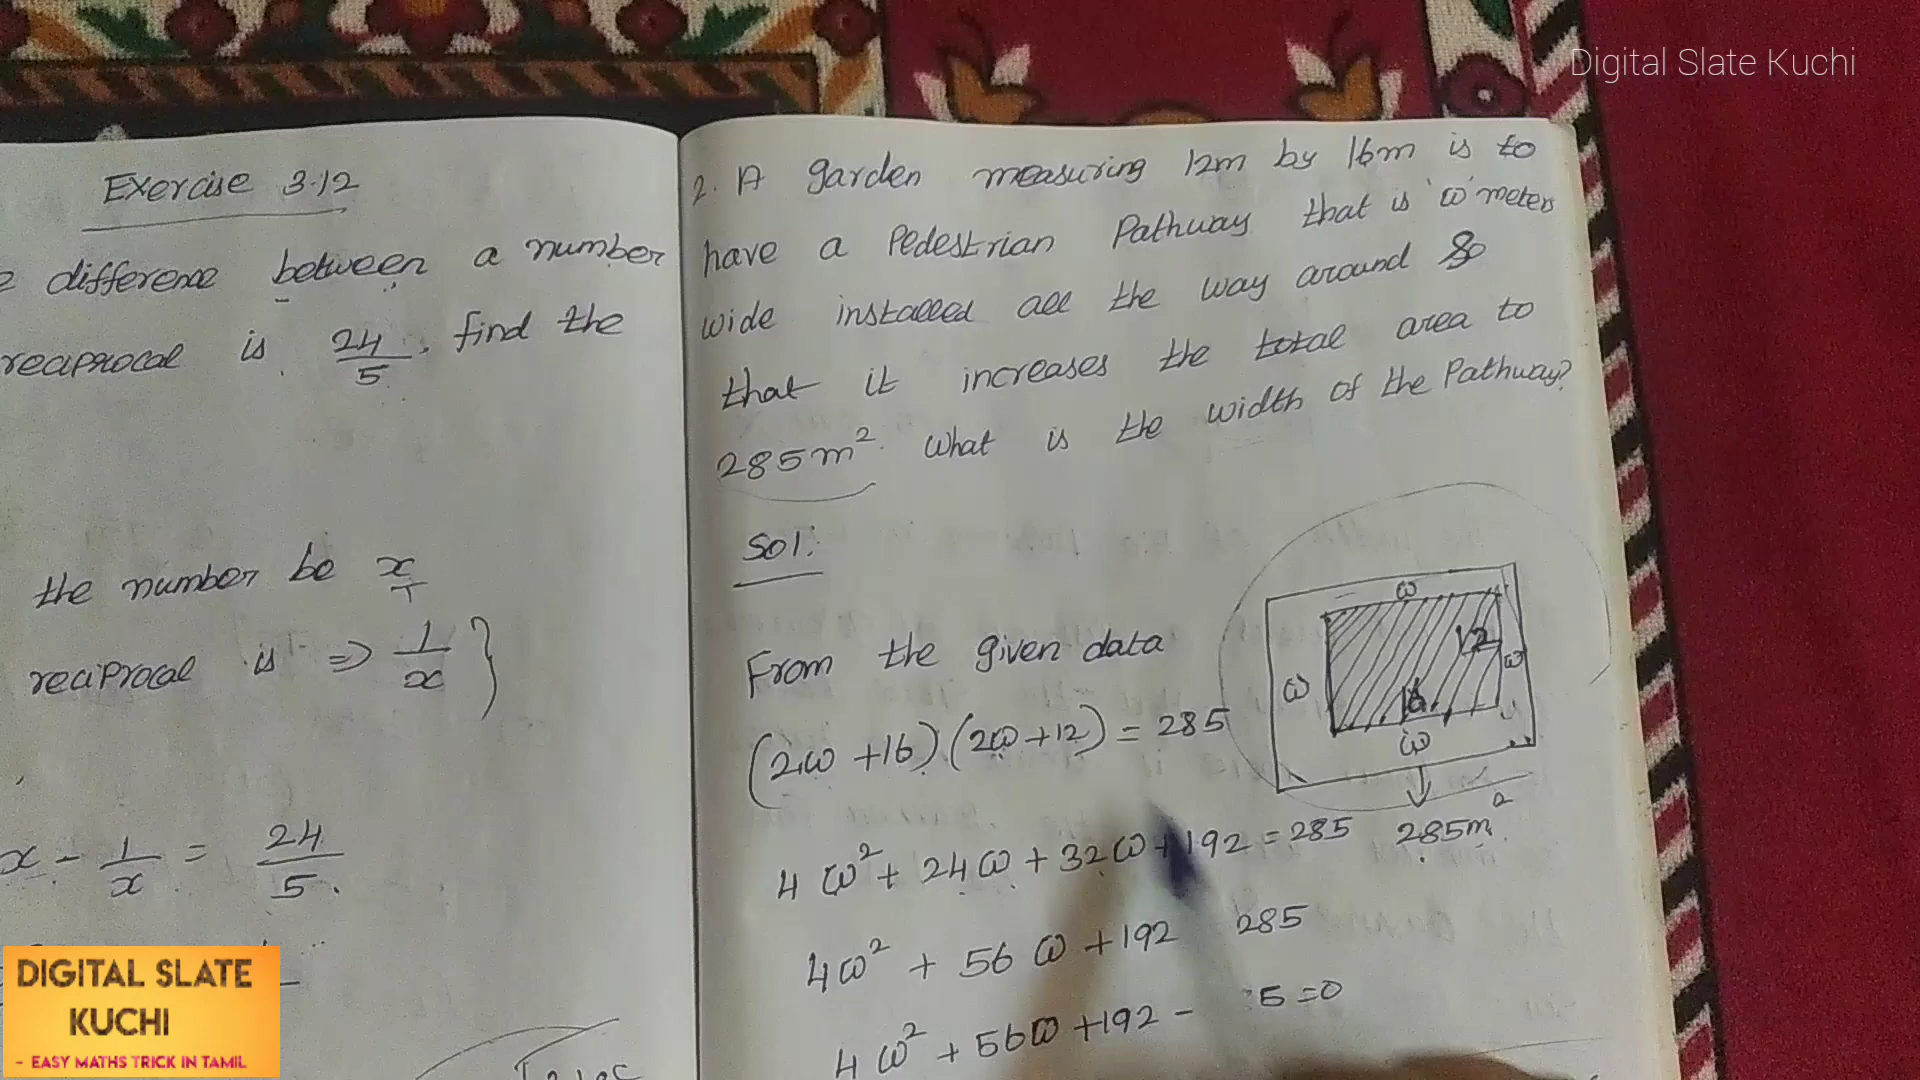 Digital Slate Kuchi
Exercise 3.12
difference between a number
reciprocal is 24/5. find the
the number be x
reciprocal is => 1/x }
x - 1/x = 24/5.
2. A garden measuring 12m by 16m is to
have a Pedestrian Pathway that is 'ω' meters
wide installed all the way around so
that it increases the total area to
285m². What is the width of the Pathway?
Sol:
From the given data
(2ω +16) (2ω +12) = 285
4ω² + 24ω + 32ω + 192 = 285
4ω² + 56ω + 192 285
4ω² + 56ω +192 - 5 = 0
ω
ω
12
ω
16
ω
285m²
DIGITAL SLATE
KUCHI
- EASY MATHS TRICK IN TAMIL